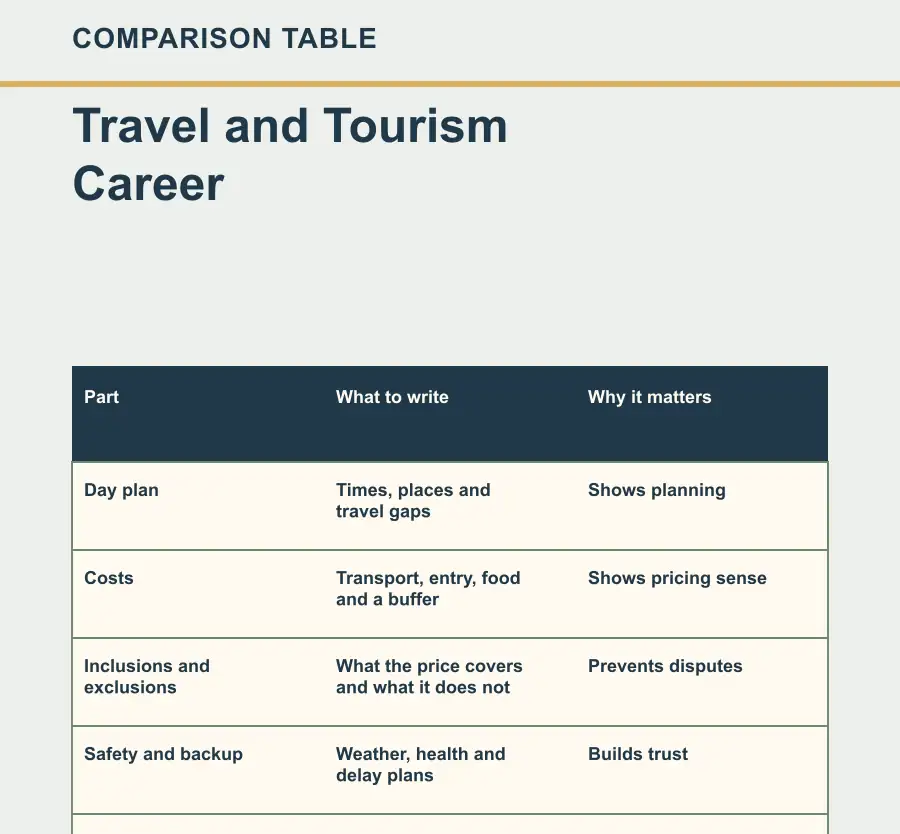 COMPARISON TABLE
Travel and Tourism
Career
Part
What to write
Why it matters
Day plan
Times, places and
travel gaps
Shows planning
Costs
Transport, entry, food
and a buffer
Shows pricing sense
Inclusions and
exclusions
What the price covers
and what it does not
Prevents disputes
Safety and backup
Weather, health and
delay plans
Builds trust